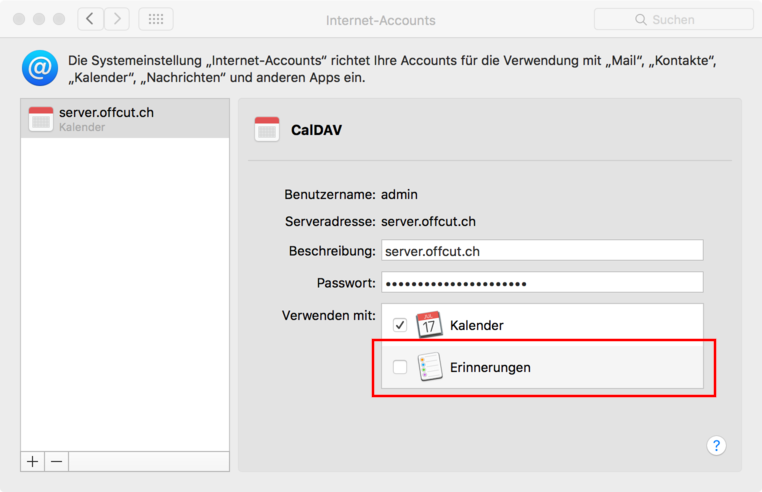 Internet-Accounts
Suchen
Die Systemeinstellung „Internet-Accounts“ richtet Ihre Accounts für die Verwendung mit „Mail“, „Kontakte“,
„Kalender“, „Nachrichten“ und anderen Apps ein.
server.offcut.ch
Kalender
CalDAV
Benutzername: admin
Serveradresse: server.offcut.ch
Beschreibung: server.offcut.ch
Passwort: ••••••••••••••••••••••
Verwenden mit:
JUL
17
Kalender
Erinnerungen
?